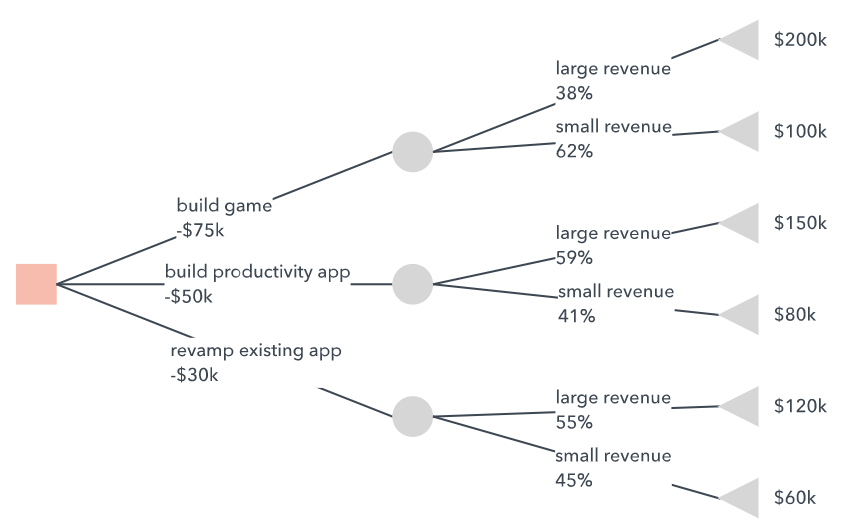 $200k
large revenue
38%
small revenue
62%
$100k
build game
-$75k
large revenue
59%
$150k
build productivity app
-$50k
small revenue
41%
$80k
revamp existing app
-$30k
large revenue
55%
$120k
small revenue
45%
$60k